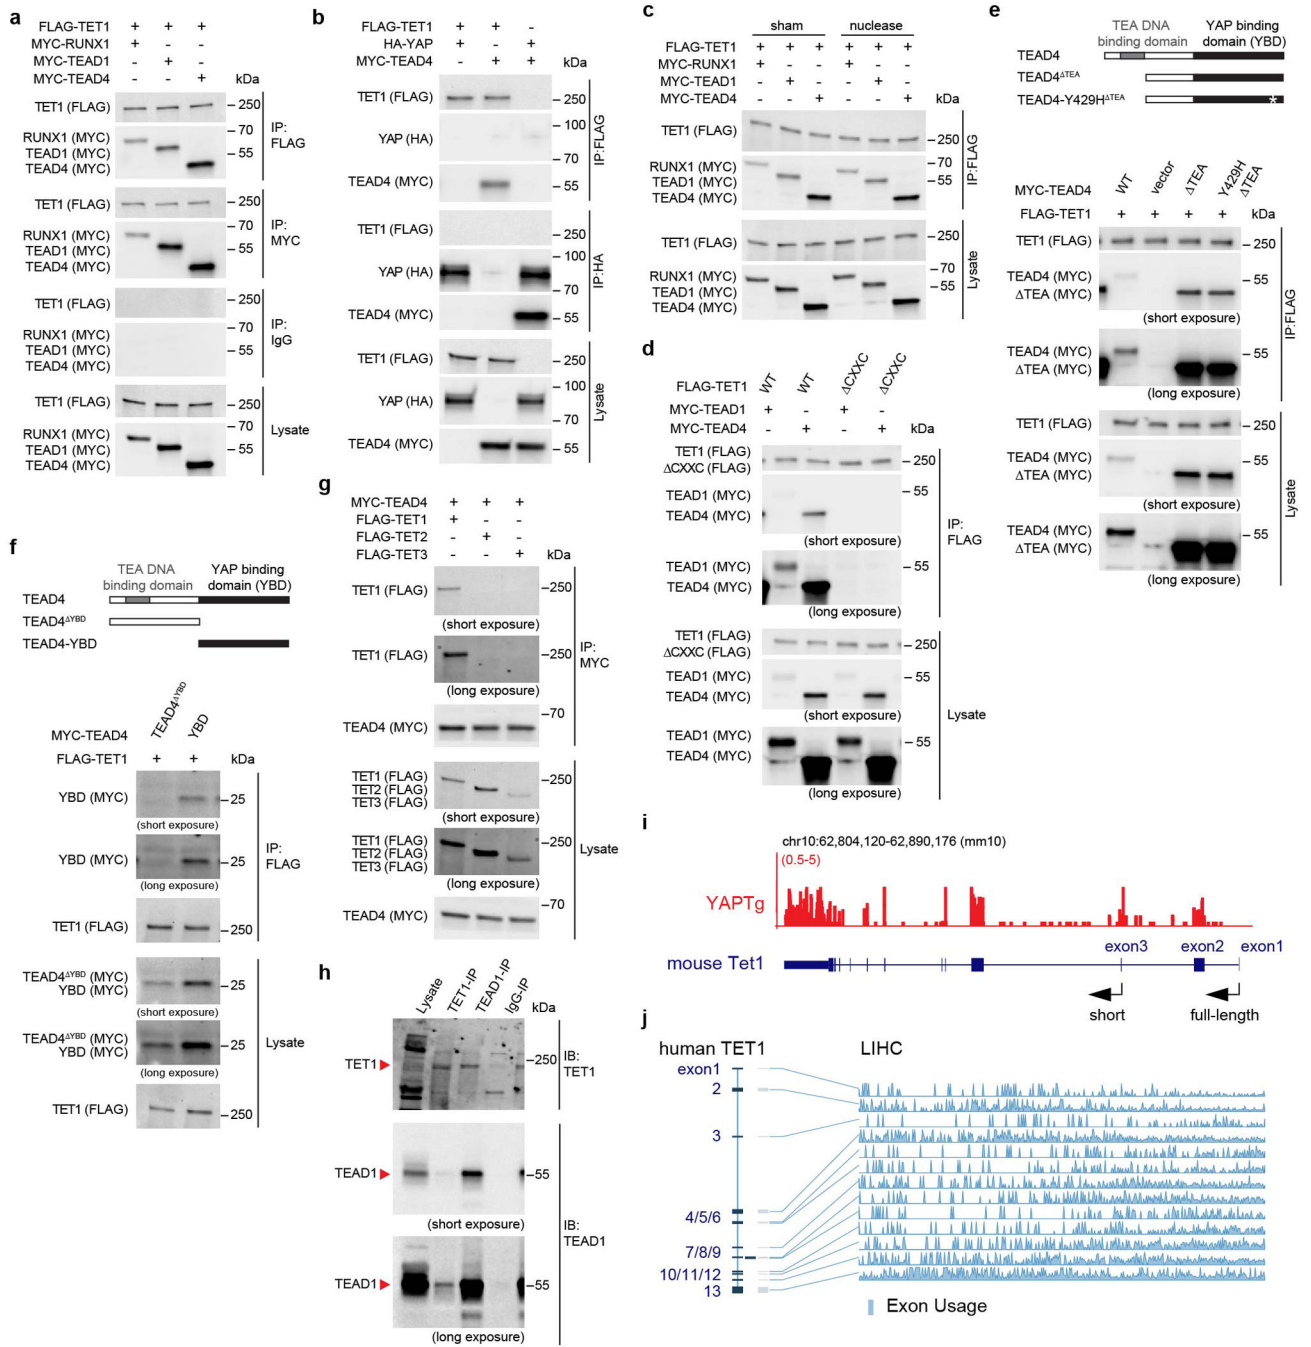 a
FLAG-TET1 + + +
MYC-RUNX1 + - -
MYC-TEAD1 - + -
MYC-TEAD4 - - +
kDa
TET1 (FLAG)
250
RUNX1 (MYC)
TEAD1 (MYC)
TEAD4 (MYC)
70
55
IP:
FLAG
TET1 (FLAG)
250
RUNX1 (MYC)
TEAD1 (MYC)
TEAD4 (MYC)
70
55
IP:
MYC
TET1 (FLAG)
250
RUNX1 (MYC)
TEAD1 (MYC)
TEAD4 (MYC)
70
55
IP:
IgG
TET1 (FLAG)
250
RUNX1 (MYC)
TEAD1 (MYC)
TEAD4 (MYC)
70
55
Lysate
b
FLAG-TET1 + + -
HA-YAP + - +
MYC-TEAD4 - + +
kDa
TET1 (FLAG)
250
YAP (HA)
100
70
TEAD4 (MYC)
55
IP:FLAG
TET1 (FLAG)
250
YAP (HA)
100
70
TEAD4 (MYC)
55
IP:HA
TET1 (FLAG)
250
YAP (HA)
100
70
TEAD4 (MYC)
55
Lysate
c
sham nuclease
FLAG-TET1 + + + + + +
MYC-RUNX1 + - - + - -
MYC-TEAD1 - + - - + -
MYC-TEAD4 - - + - - +
kDa
TET1 (FLAG)
250
RUNX1 (MYC)
TEAD1 (MYC)
TEAD4 (MYC)
70
55
IP:FLAG
TET1 (FLAG)
250
RUNX1 (MYC)
TEAD1 (MYC)
TEAD4 (MYC)
70
55
Lysate
d
FLAG-TET1 WT WT ΔCXXC ΔCXXC
MYC-TEAD1 + - + -
MYC-TEAD4 - + - +
kDa
TET1 (FLAG)
ΔCXXC (FLAG)
250
TEAD1 (MYC)
TEAD4 (MYC)
55
(short exposure)
TEAD1 (MYC)
TEAD4 (MYC)
55
(long exposure)
IP:
FLAG
TET1 (FLAG)
ΔCXXC (FLAG)
250
TEAD1 (MYC)
TEAD4 (MYC)
55
(short exposure)
TEAD1 (MYC)
TEAD4 (MYC)
55
(long exposure)
Lysate
e
TEA DNA
binding domain
YAP binding
domain (YBD)
TEAD4
TEAD4ΔTEA
TEAD4-Y429HΔTEA
*
MYC-TEAD4 WT vector ΔTEA Y429H ΔTEA
FLAG-TET1 + + + +
kDa
TET1 (FLAG)
250
TEAD4 (MYC)
ΔTEA (MYC)
55
(short exposure)
TEAD4 (MYC)
ΔTEA (MYC)
55
(long exposure)
IP:FLAG
TET1 (FLAG)
250
TEAD4 (MYC)
ΔTEA (MYC)
55
(short exposure)
TEAD4 (MYC)
ΔTEA (MYC)
55
(long exposure)
Lysate
f
TEA DNA
binding domain
YAP binding
domain (YBD)
TEAD4
TEAD4ΔYBD
TEAD4-YBD
MYC-TEAD4 TEAD4ΔYBD YBD
FLAG-TET1 + +
kDa
YBD (MYC)
25
(short exposure)
YBD (MYC)
25
(long exposure)
TET1 (FLAG)
250
IP:
FLAG
TEAD4ΔYBD (MYC)
YBD (MYC)
25
(short exposure)
TEAD4ΔYBD (MYC)
YBD (MYC)
25
(long exposure)
TET1 (FLAG)
250
Lysate
g
MYC-TEAD4 + + +
FLAG-TET1 + - -
FLAG-TET2 - + -
FLAG-TET3 - - +
kDa
TET1 (FLAG)
250
(short exposure)
TET1 (FLAG)
250
(long exposure)
TEAD4 (MYC)
70
IP:
MYC
TET1 (FLAG)
TET2 (FLAG)
TET3 (FLAG)
250
(short exposure)
TET1 (FLAG)
TET2 (FLAG)
TET3 (FLAG)
250
(long exposure)
TEAD4 (MYC)
70
Lysate
h
Lysate TET1-IP TEAD1-IP IgG-IP
kDa
TET1
250
IB:
TET1
TEAD1
55
(short exposure)
TEAD1
55
(long exposure)
IB:
TEAD1
i
chr10:62,804,120-62,890,176 (mm10)
(0.5-5)
YAPTg
mouse Tet1
exon3 exon2 exon1
short full-length
j
human TET1 LIHC
exon1
2
3
4/5/6
7/8/9
10/11/12
13
Exon Usage